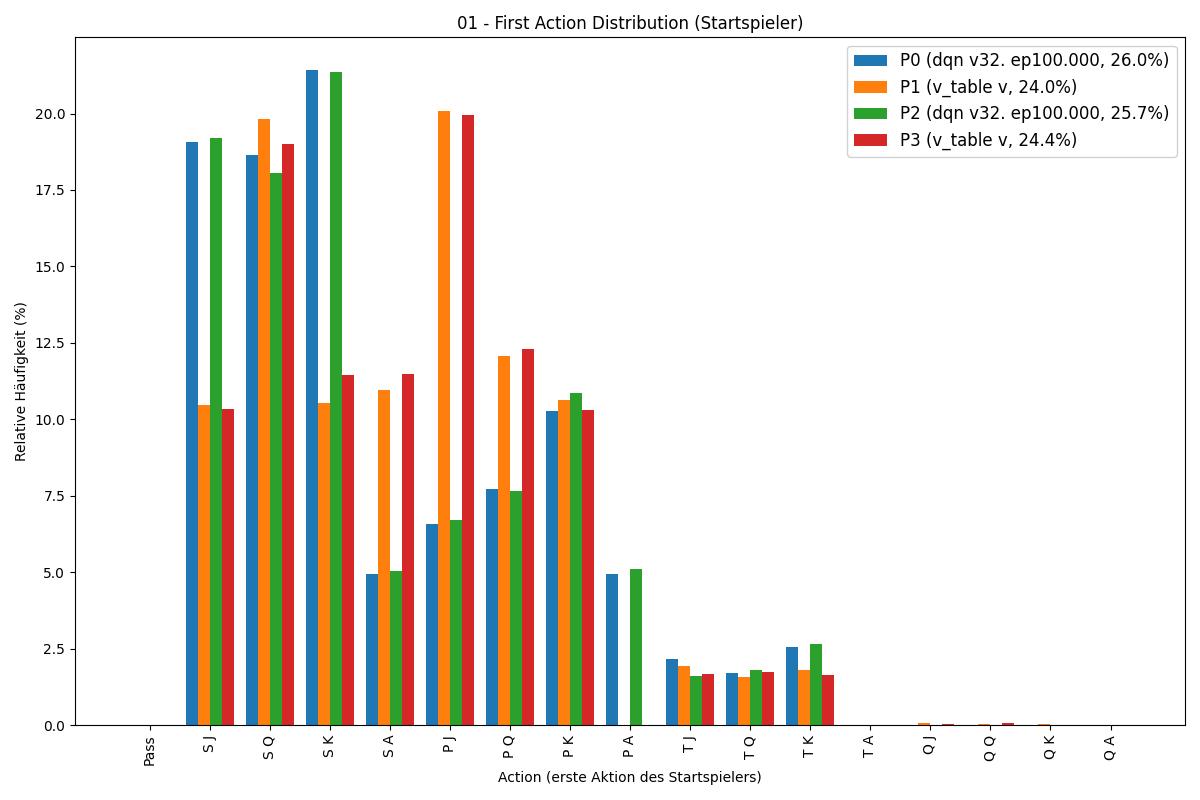 01 - First Action Distribution (Startspieler)
P0 (dqn v32. ep100.000, 26.0%)
P1 (v_table v, 24.0%)
P2 (dqn v32. ep100.000, 25.7%)
P3 (v_table v, 24.4%)
Relative Häufigkeit (%)
20.0
17.5
15.0
12.5
10.0
7.5
5.0
2.5
0.0
Pass
S J
S Q
S K
S A
P J
P Q
P K
P A
T J
T Q
T K
T A
Q J
Q Q
Q K
Q A
Action (erste Aktion des Startspielers)